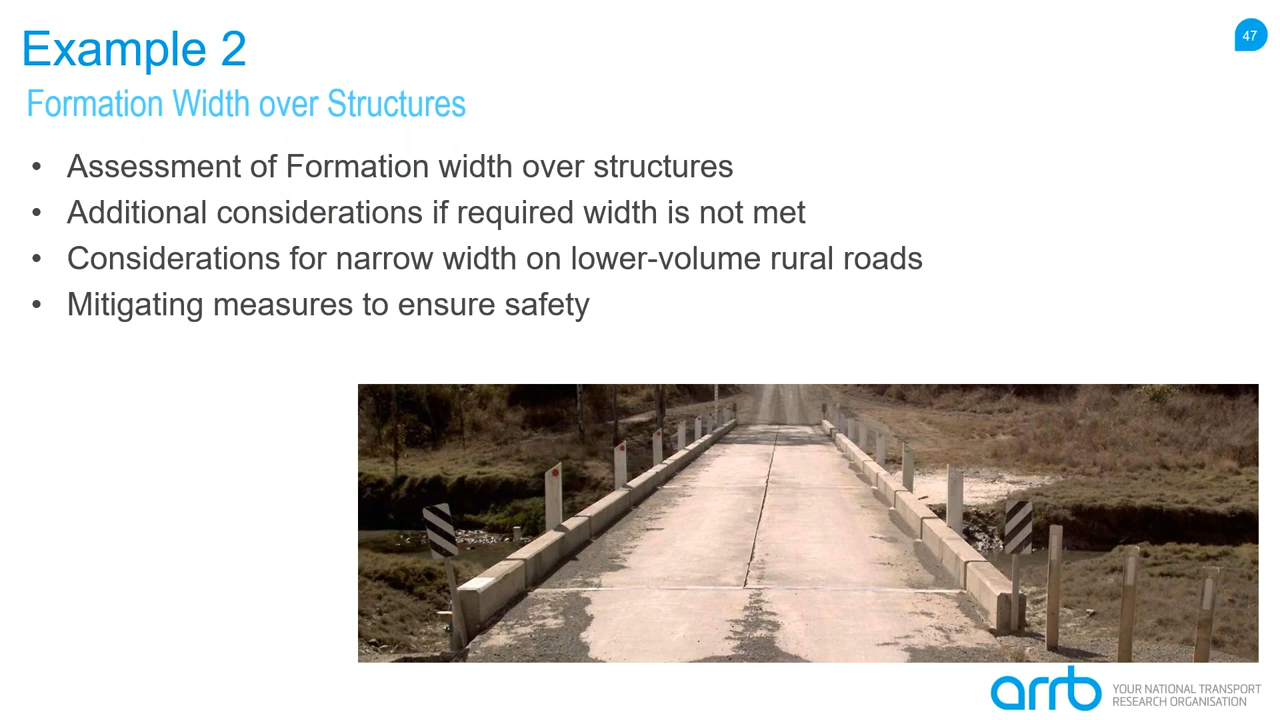 Example 2
47
Formation Width over Structures
• Assessment of Formation width over structures
• Additional considerations if required width is not met
• Considerations for narrow width on lower-volume rural roads
• Mitigating measures to ensure safety
arrb
YOUR NATIONAL TRANSPORT
RESEARCH ORGANISATION